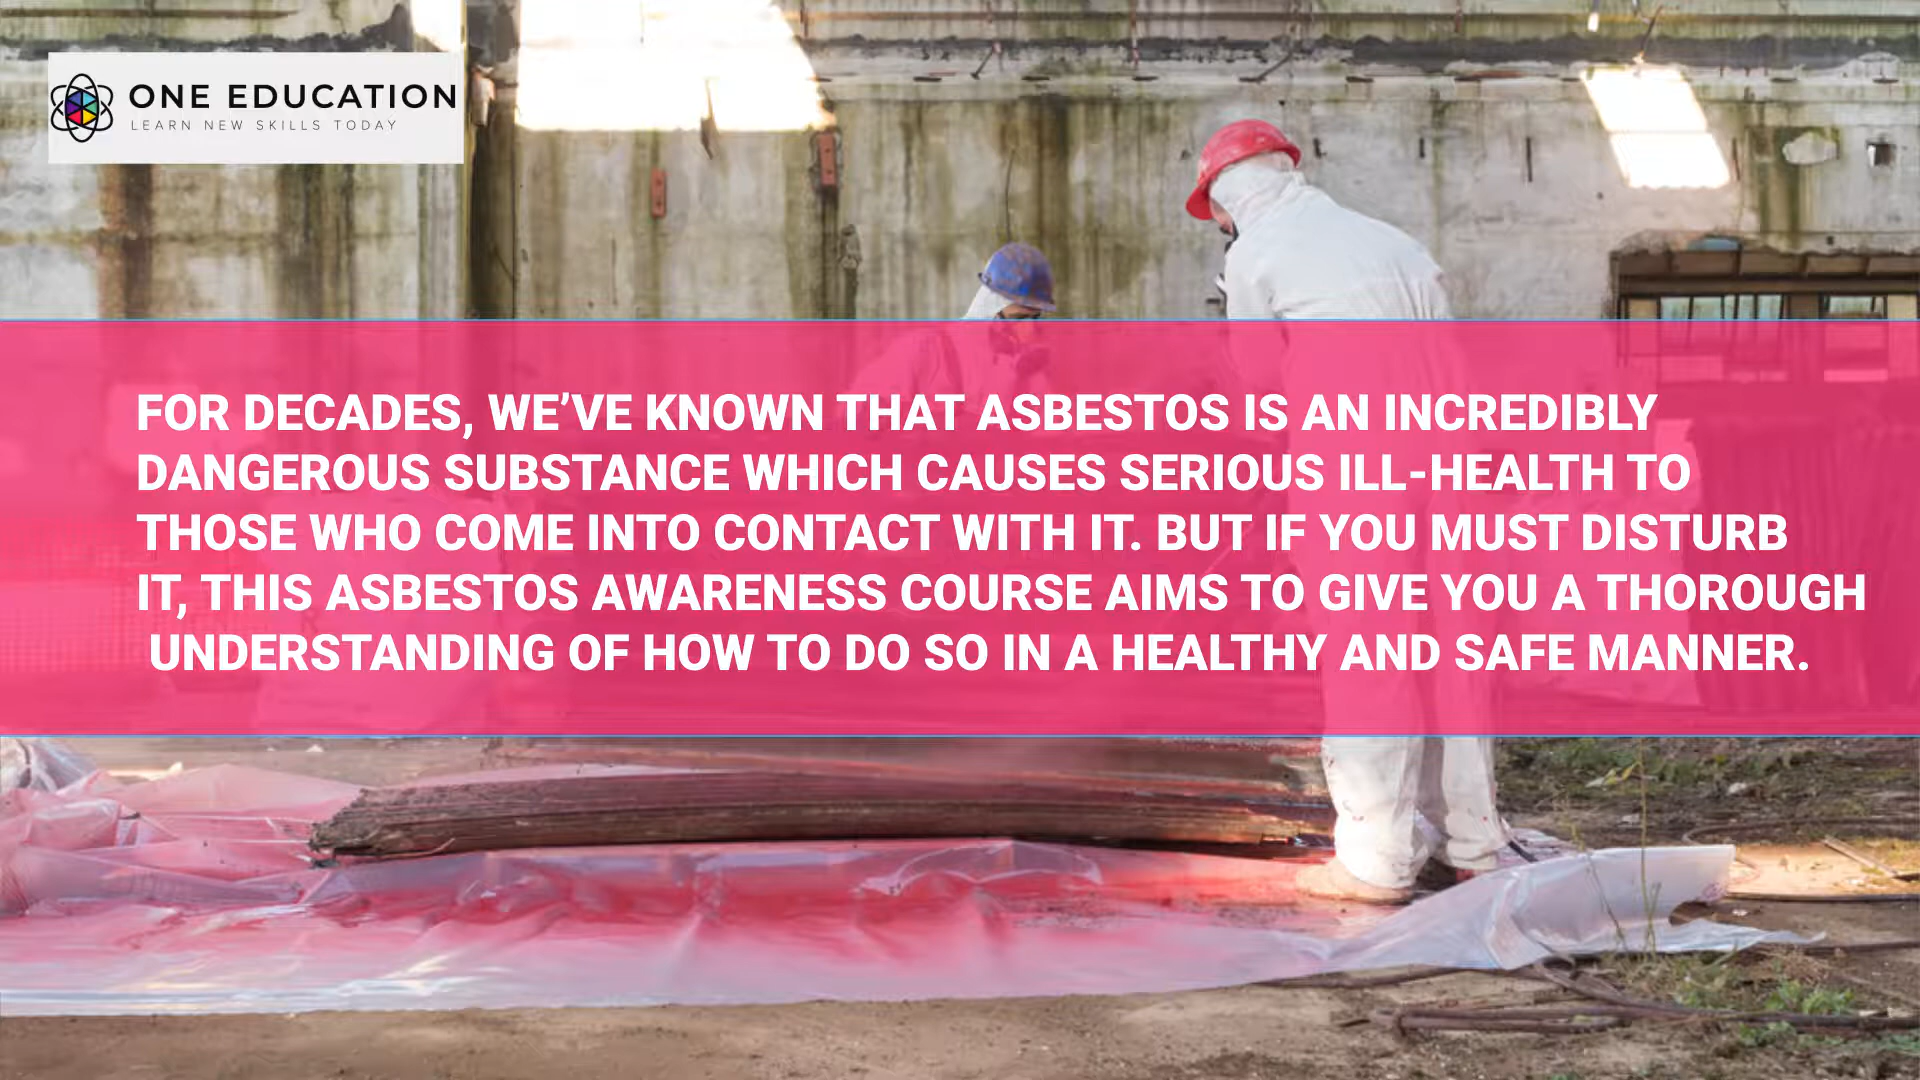 ONE EDUCATION
LEARN NEW SKILLS TODAY
FOR DECADES, WE’VE KNOWN THAT ASBESTOS IS AN INCREDIBLY
DANGEROUS SUBSTANCE WHICH CAUSES SERIOUS ILL-HEALTH TO
THOSE WHO COME INTO CONTACT WITH IT. BUT IF YOU MUST DISTURB
IT, THIS ASBESTOS AWARENESS COURSE AIMS TO GIVE YOU A THOROUGH
UNDERSTANDING OF HOW TO DO SO IN A HEALTHY AND SAFE MANNER.